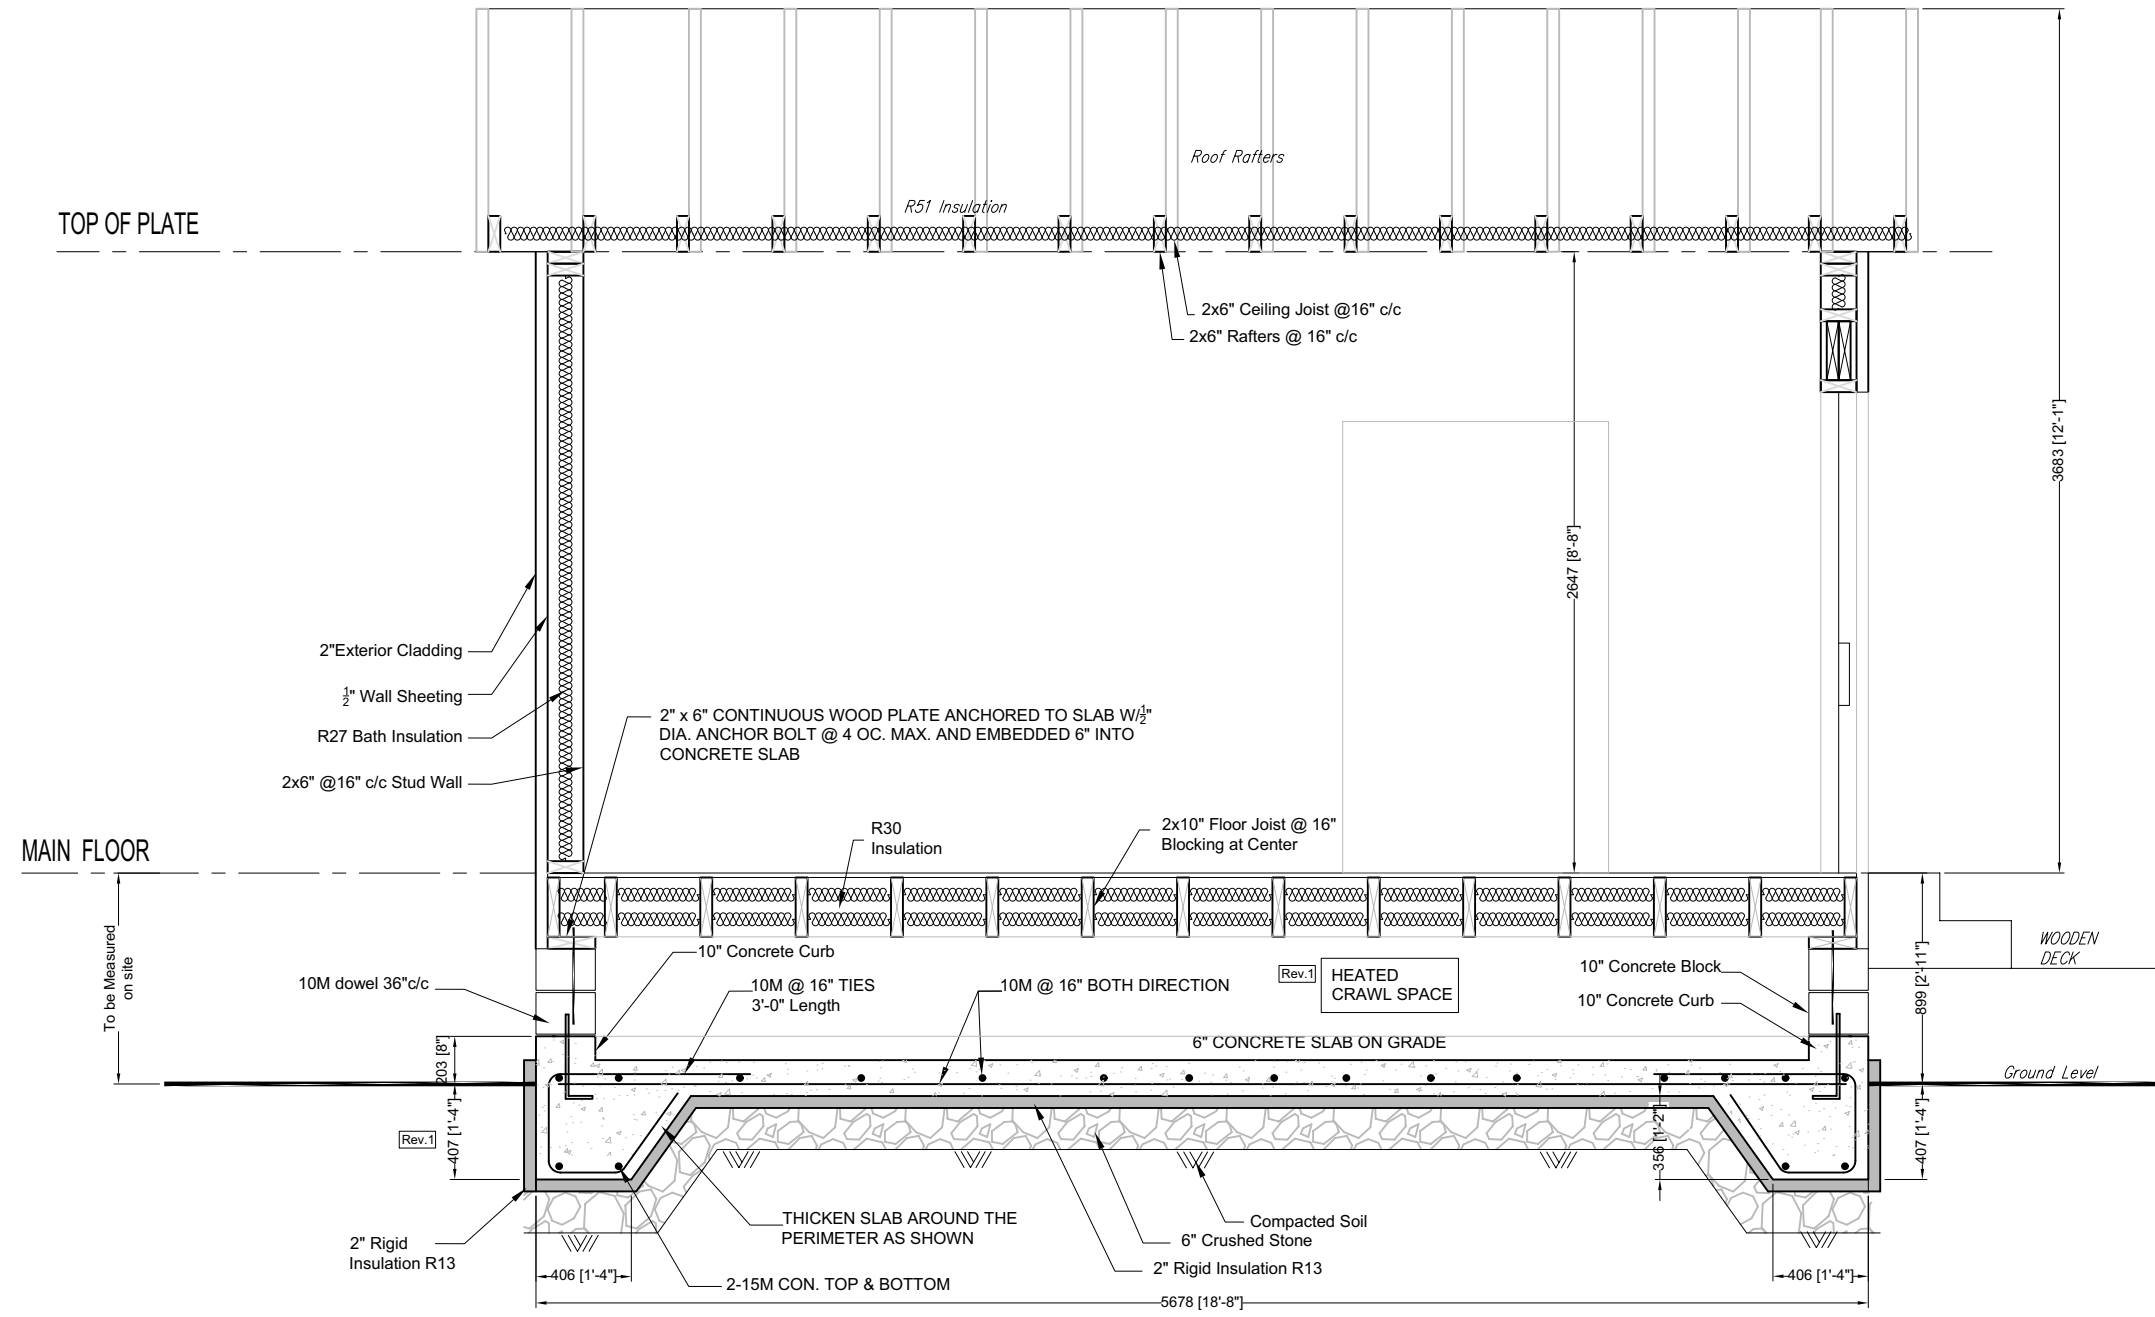 Roof Rafters
R51 Insulation
TOP OF PLATE
2x6" Ceiling Joist @16" c/c
2x6" Rafters @ 16" c/c
3683 [12'-1"]
2647 [8'-8"]
2"Exterior Cladding
½" Wall Sheeting
R27 Bath Insulation
2x6" @16" c/c Stud Wall
2" x 6" CONTINUOUS WOOD PLATE ANCHORED TO SLAB W/½"
DIA. ANCHOR BOLT @ 4 OC. MAX. AND EMBEDDED 6" INTO
CONCRETE SLAB
MAIN FLOOR
R30
Insulation
2x10" Floor Joist @ 16"
Blocking at Center
To be Measured
on site
10M dowel 36"c/c
10" Concrete Curb
10M @ 16" TIES
3'-0" Length
10M @ 16" BOTH DIRECTION
Rev.1
HEATED
CRAWL SPACE
10" Concrete Block
10" Concrete Curb
899 [2'-11"]
WOODEN
DECK
6" CONCRETE SLAB ON GRADE
203 [8"]
Ground Level
Rev.1
407 [1'-4"]
356 [1'-2"]
407 [1'-4"]
2" Rigid
Insulation R13
THICKEN SLAB AROUND THE
PERIMETER AS SHOWN
Compacted Soil
6" Crushed Stone
2" Rigid Insulation R13
406 [1'-4"]
2-15M CON. TOP & BOTTOM
406 [1'-4"]
5678 [18'-8"]